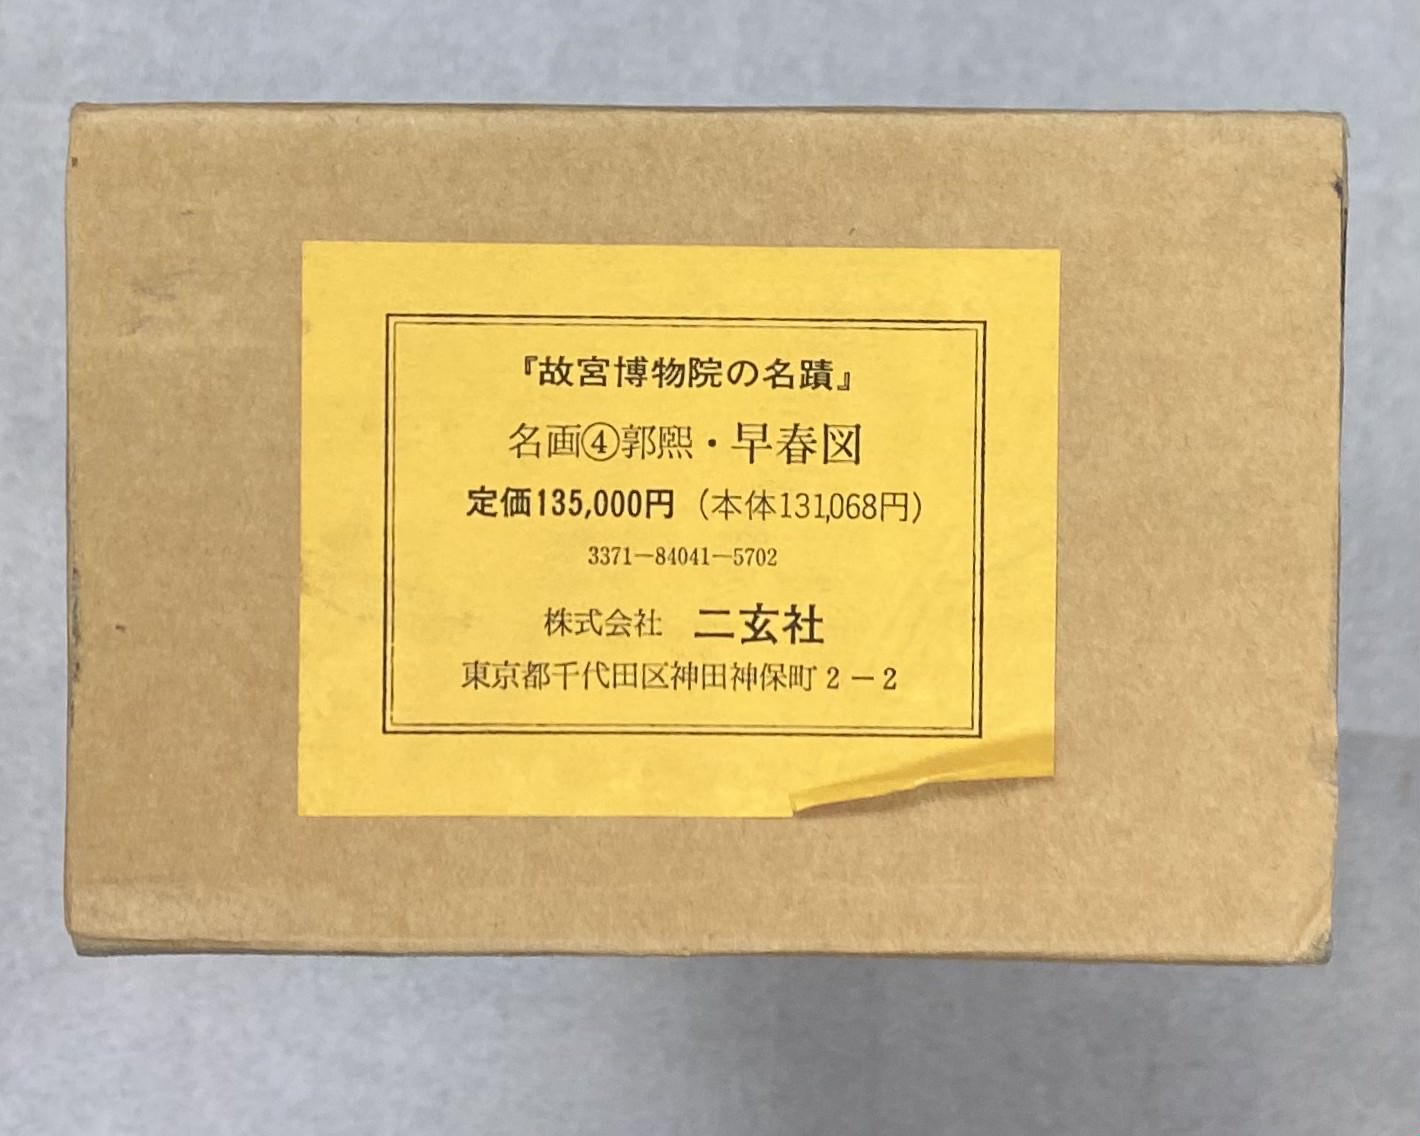 『故宮博物院の名蹟』
名画④郭熙・早春図
定価135,000円（本体131,068円）
3371—84041—5702
株式会社　二玄社
東京都千代田区神田神保町２－２